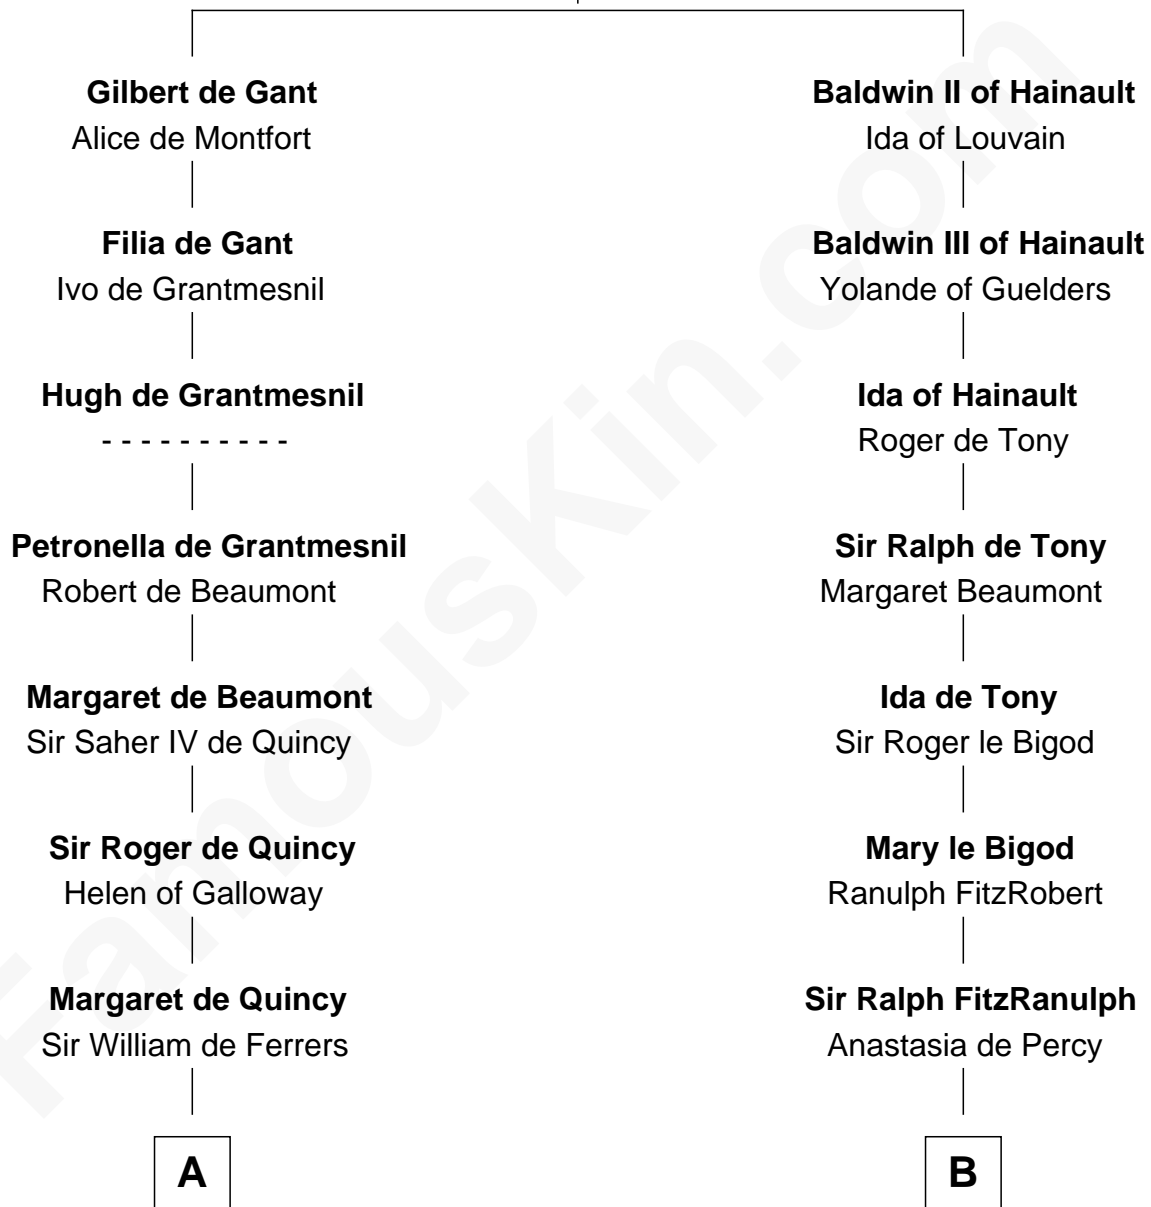 Gilbert de Gant
Alice de Montfort
Filia de Gant
Ivo de Grantmesnil
Hugh de Grantmesnil
- - - - - - - - - -
Petronella de Grantmesnil
Robert de Beaumont
Margaret de Beaumont
Sir Saher IV de Quincy
Sir Roger de Quincy
Helen of Galloway
Margaret de Quincy
Sir William de Ferrers
A
Baldwin II of Hainault
Ida of Louvain
Baldwin III of Hainault
Yolande of Guelders
Ida of Hainault
Roger de Tony
Sir Ralph de Tony
Margaret Beaumont
Ida de Tony
Sir Roger le Bigod
Mary le Bigod
Ranulph FitzRobert
Sir Ralph FitzRanulph
Anastasia de Percy
B
FamousKin.com